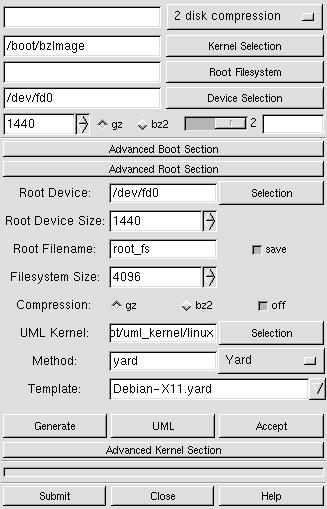 2 disk compression
/boot/bzImage Kernel Selection
Root Filesystem
/dev/fd0 Device Selection
1440 gz bz2 2
Advanced Boot Section
Advanced Root Section
Root Device: /dev/fd0 Selection
Root Device Size: 1440
Root Filename: root_fs save
Filesystem Size: 4096
Compression: gz bz2 off
UML Kernel: pt/uml_kernel/linux Selection
Method: yard Yard
Template: Debian-X11.yard
Generate UML Accept
Advanced Kernel Section
Submit Close Help